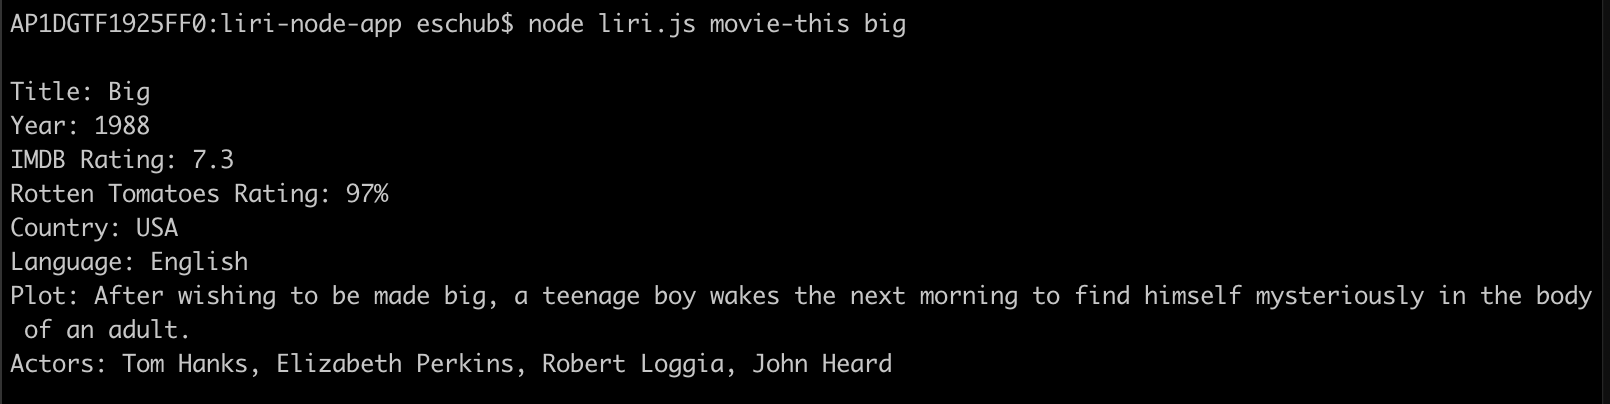 AP1DGTF1925FF0:liri-node-app eschub$ node liri.js movie-this big
Title: Big
Year: 1988
IMDB Rating: 7.3
Rotten Tomatoes Rating: 97%
Country: USA
Language: English
Plot: After wishing to be made big, a teenage boy wakes the next morning to find himself mysteriously in the body
of an adult.
Actors: Tom Hanks, Elizabeth Perkins, Robert Loggia, John Heard